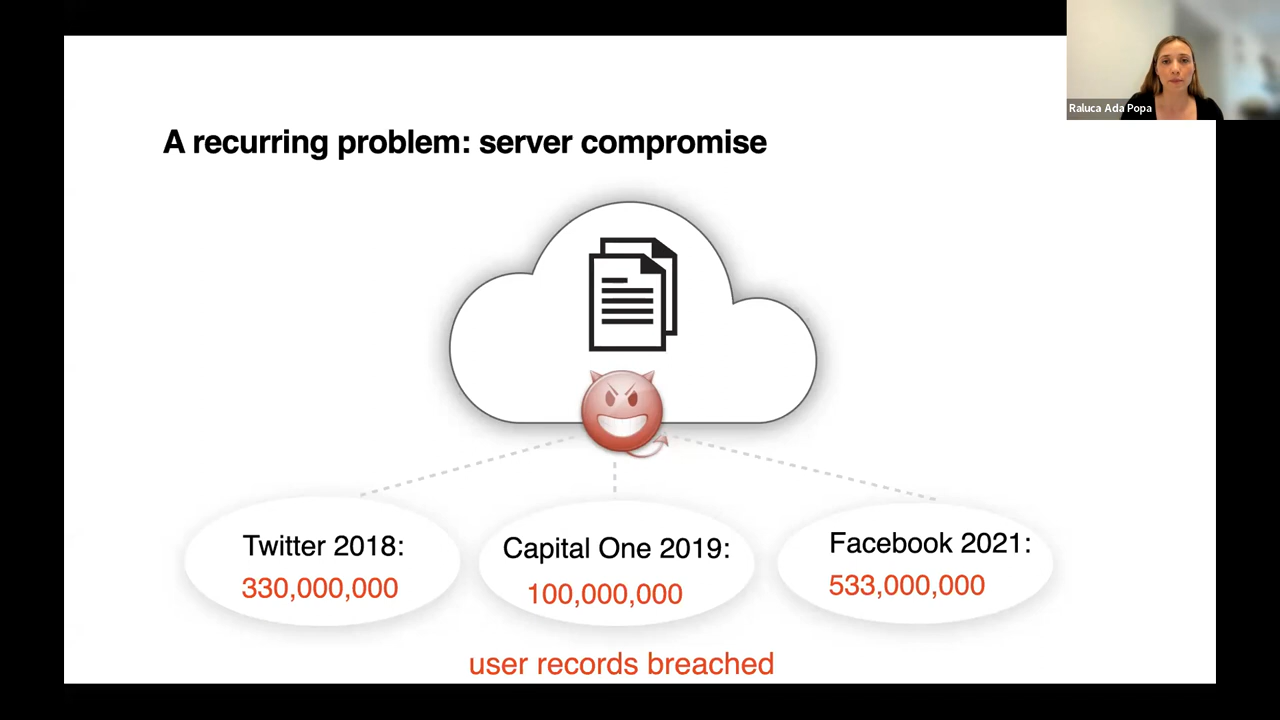 Raluca Ada Popa
A recurring problem: server compromise
Twitter 2018:
330,000,000
Capital One 2019:
100,000,000
Facebook 2021:
533,000,000
user records breached